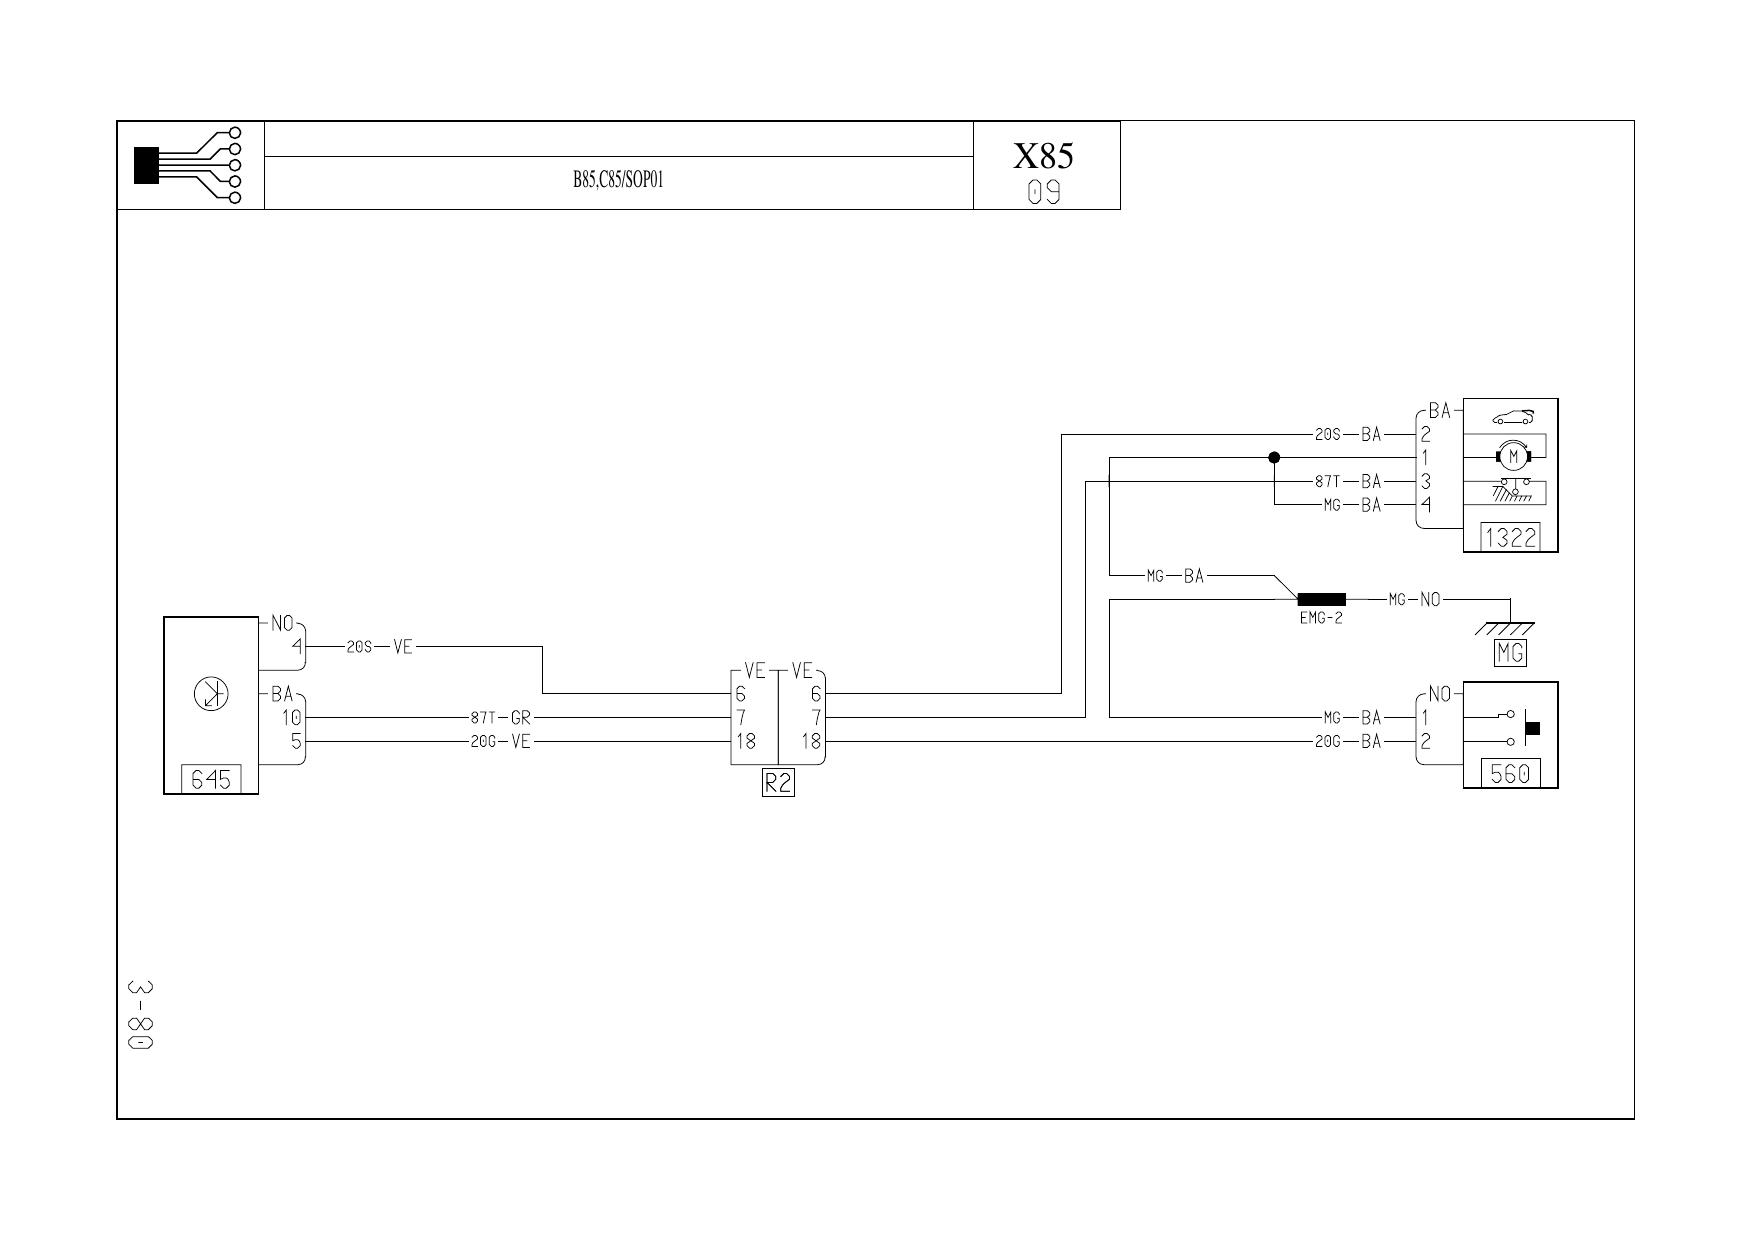 X85
B85,C85/SOP01
09
BA
20S BA 2
1
M
87T BA 3
MG BA 4
1322
MG BA
MG NO
EMG-2
NO
4
20S VE
MG
VE VE
BA
6 6
NO
10 87T GR 7 7
MG BA 1
5 20G VE 18 18
20G BA 2
645
R2
560
3-80